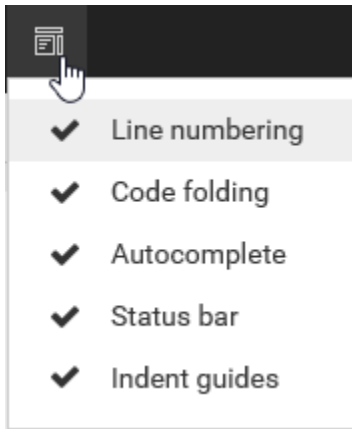 Line numbering
Code folding
Autocomplete
Status bar
Indent guides